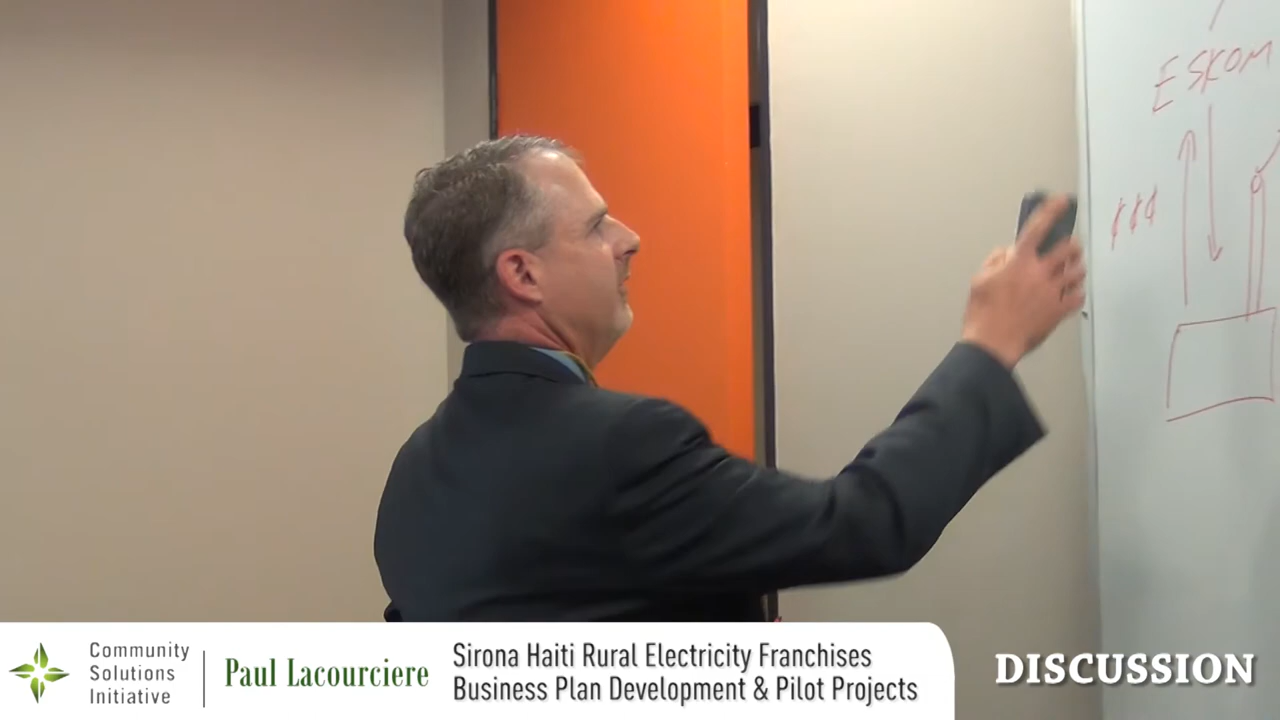 ESKOM
Community
Solutions
Initiative
Paul Lacourciere
Sirona Haiti Rural Electricity Franchises
Business Plan Development & Pilot Projects
DISCUSSION